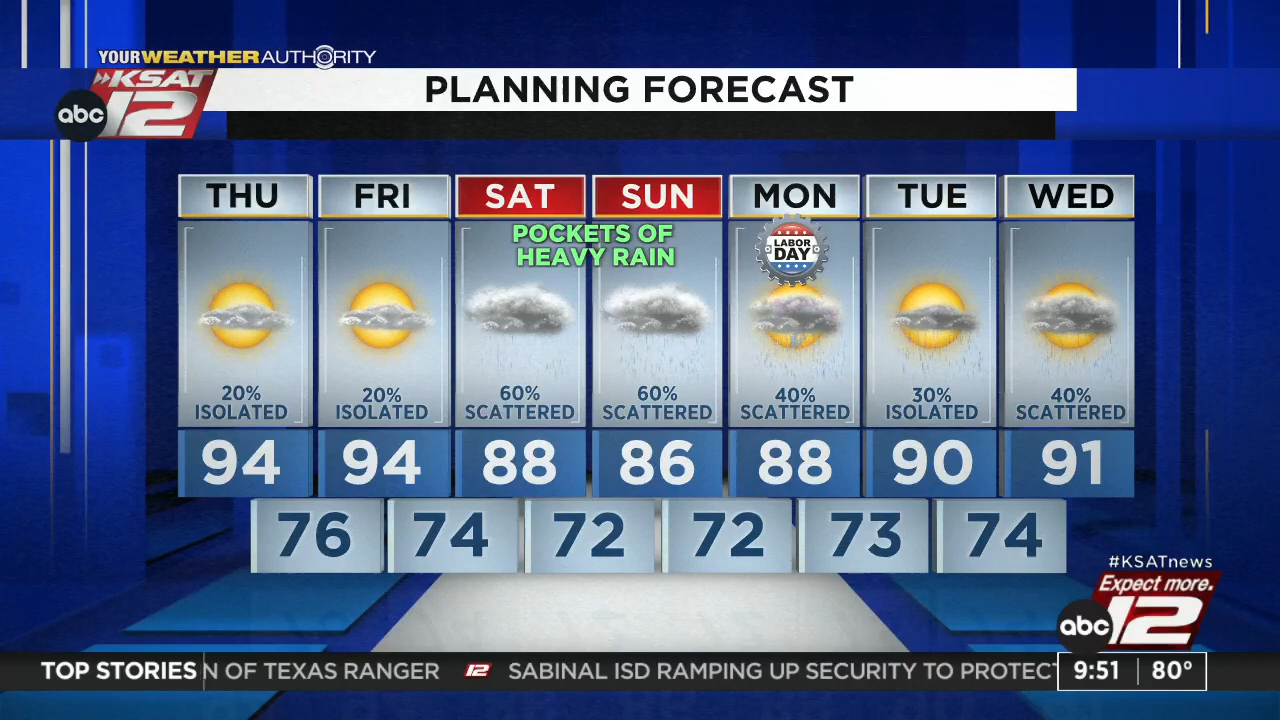 YOURWEATHERAUTHORITY
KSAT
abc 12
PLANNING FORECAST
THU FRI SAT SUN MON TUE WED
POCKETS OF
HEAVY RAIN
LABOR
DAY
20% 20% 60% 60% 40% 30% 40%
ISOLATED ISOLATED SCATTERED SCATTERED SCATTERED ISOLATED SCATTERED
94 94 88 86 88 90 91
76 74 72 72 73 74
#KSATnews
Expect more.
abc 12
TOP STORIES N OF TEXAS RANGER 12 SABINAL ISD RAMPING UP SECURITY TO PROTECT 9:51 80°